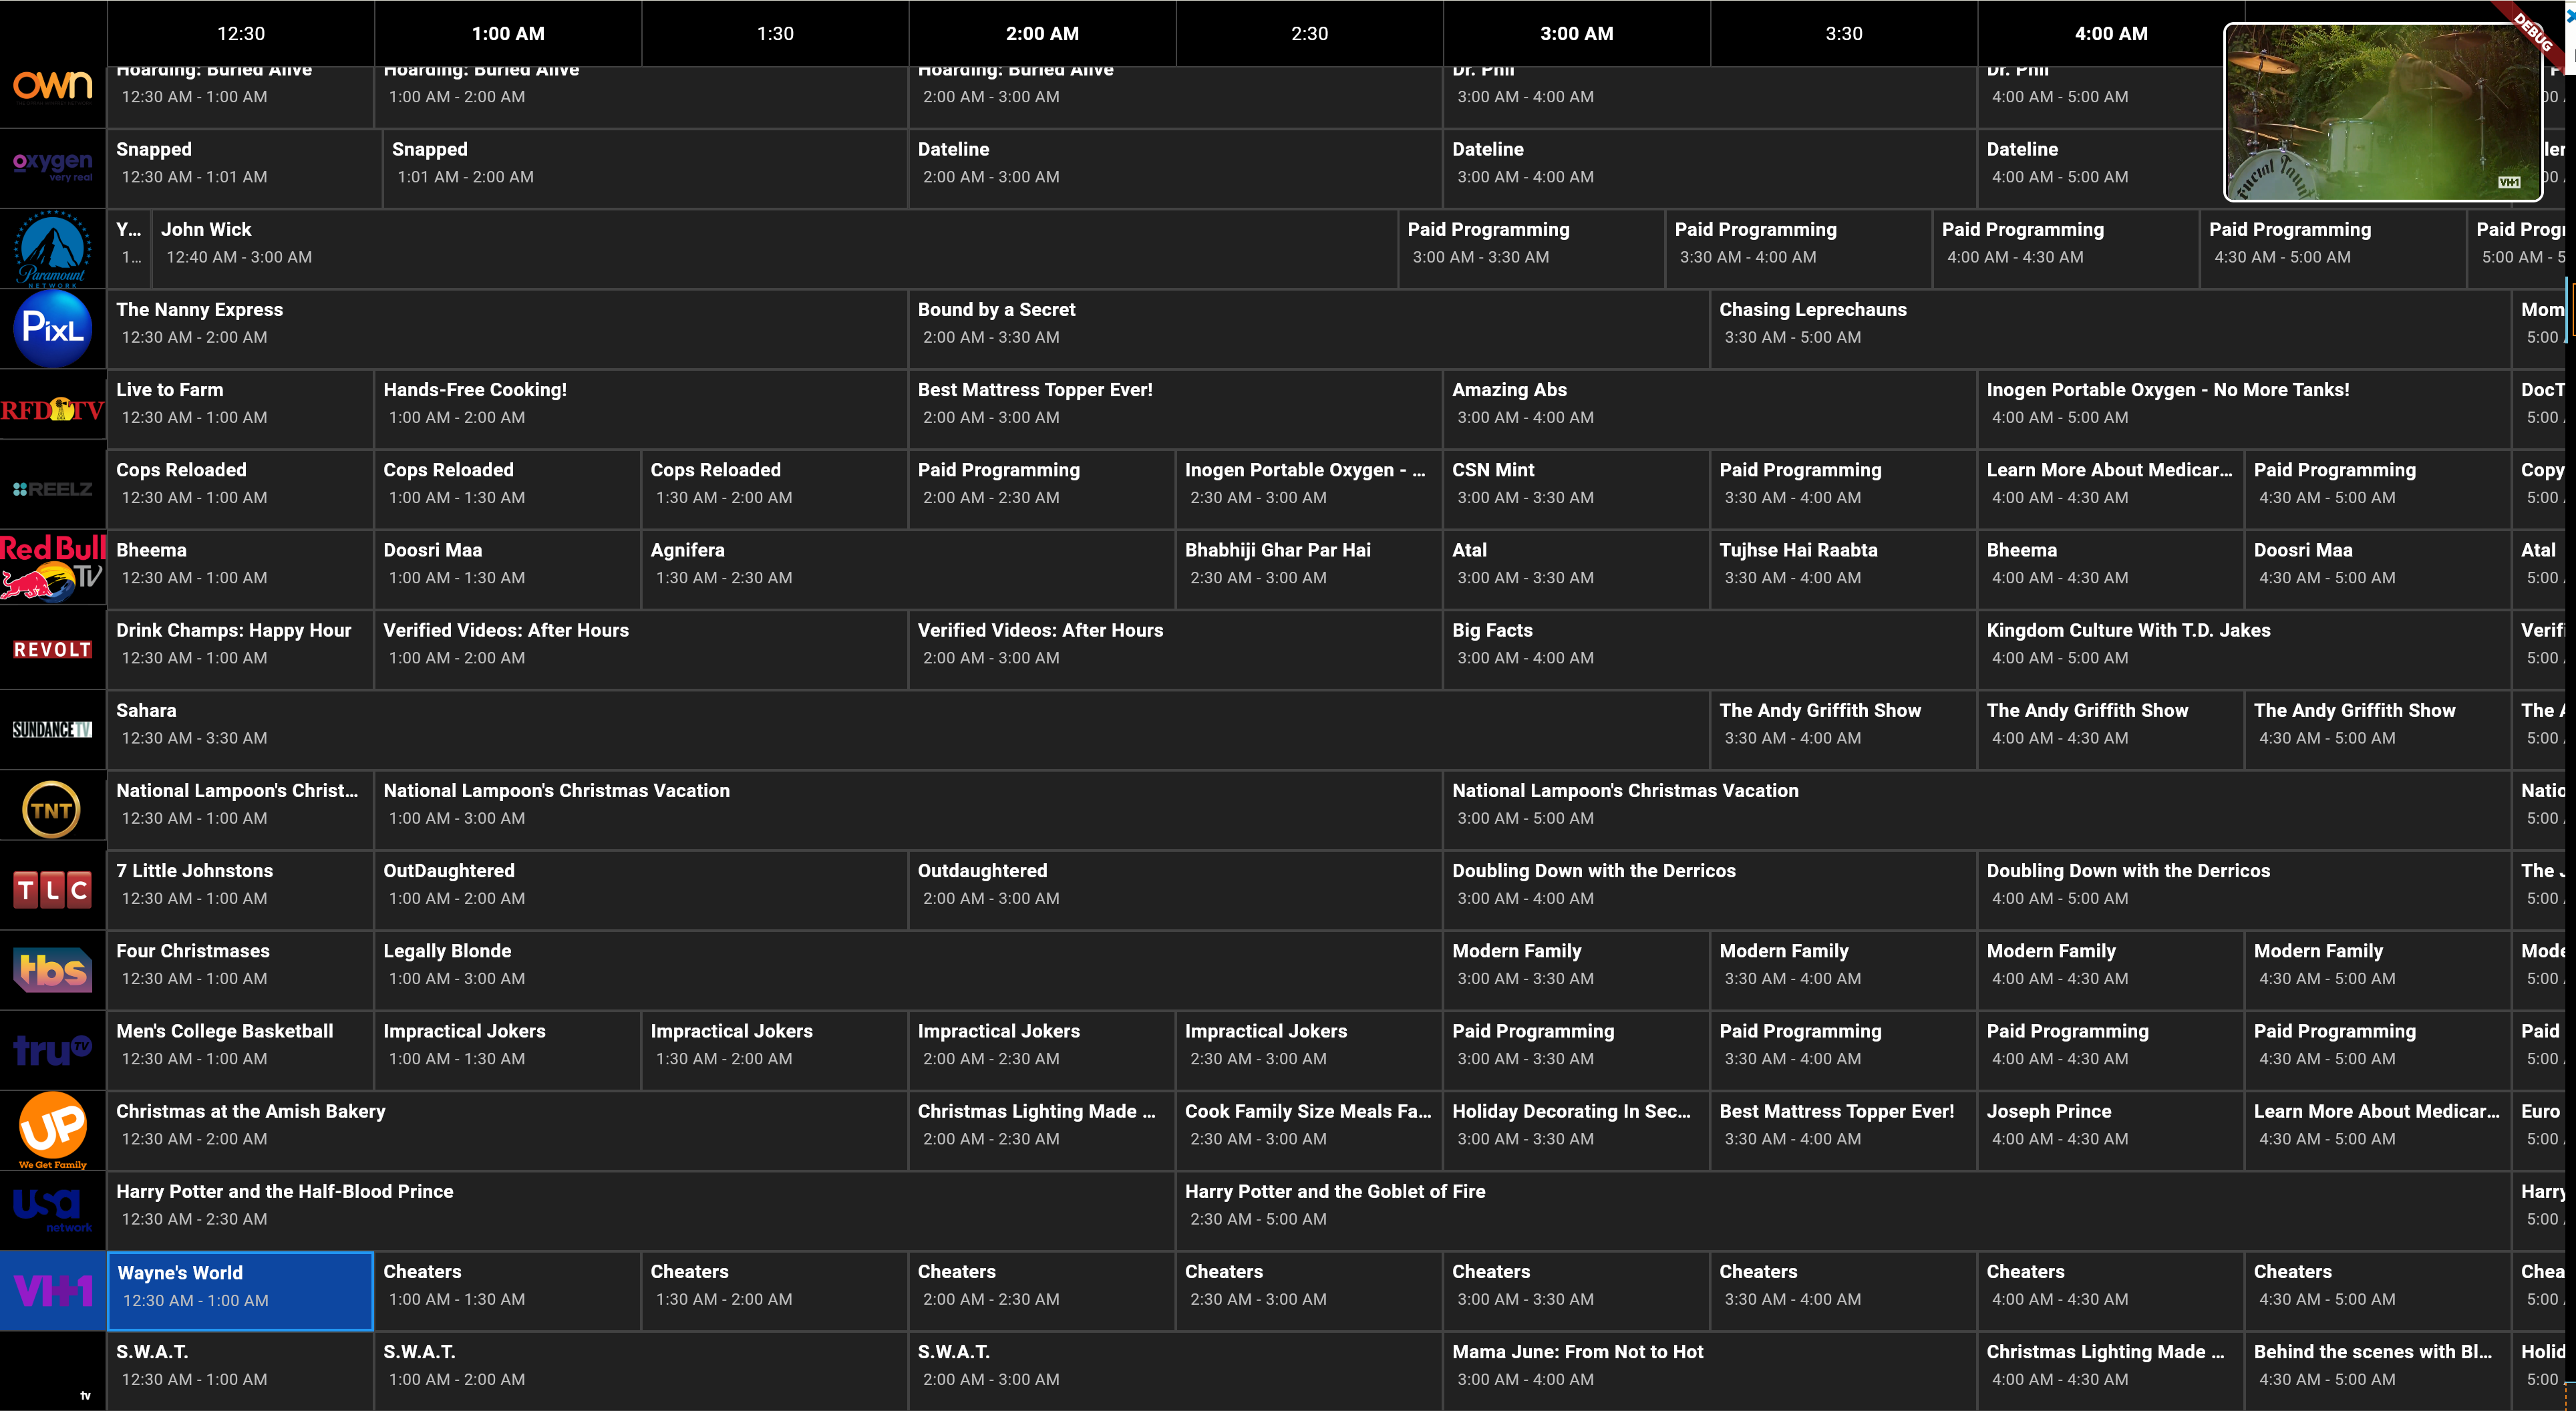 12:30 1:00 AM 1:30 2:00 AM 2:30 3:00 AM 3:30 4:00 AM
DEBUG
OWN
Hoarding: Buried Alive Hoarding: Buried Alive Hoarding: Buried Alive Dr. Phil Dr. Phil
12:30 AM - 1:00 AM 1:00 AM - 2:00 AM 2:00 AM - 3:00 AM 3:00 AM - 4:00 AM 4:00 AM - 5:00 AM
oxygen
very real
Snapped Snapped Dateline Dateline Dateline
12:30 AM - 1:01 AM 1:01 AM - 2:00 AM 2:00 AM - 3:00 AM 3:00 AM - 4:00 AM 4:00 AM - 5:00 AM
VH1
Paramount
NETWORK
Y... John Wick Paid Programming Paid Programming Paid Programming Paid Programming Paid Progr
1... 12:40 AM - 3:00 AM 3:00 AM - 3:30 AM 3:30 AM - 4:00 AM 4:00 AM - 4:30 AM 4:30 AM - 5:00 AM 5:00 AM - 5
PixL
The Nanny Express Bound by a Secret Chasing Leprechauns Mom
12:30 AM - 2:00 AM 2:00 AM - 3:30 AM 3:30 AM - 5:00 AM 5:00
RFD TV
Live to Farm Hands-Free Cooking! Best Mattress Topper Ever! Amazing Abs Inogen Portable Oxygen - No More Tanks! DocT
12:30 AM - 1:00 AM 1:00 AM - 2:00 AM 2:00 AM - 3:00 AM 3:00 AM - 4:00 AM 4:00 AM - 5:00 AM 5:00
REELZ
Cops Reloaded Cops Reloaded Cops Reloaded Paid Programming Inogen Portable Oxygen - ... CSN Mint Paid Programming Learn More About Medicar... Paid Programming Copy
12:30 AM - 1:00 AM 1:00 AM - 1:30 AM 1:30 AM - 2:00 AM 2:00 AM - 2:30 AM 2:30 AM - 3:00 AM 3:00 AM - 3:30 AM 3:30 AM - 4:00 AM 4:00 AM - 4:30 AM 4:30 AM - 5:00 AM 5:00
Red Bull
TV
Bheema Doosri Maa Agnifera Bhabhiji Ghar Par Hai Atal Tujhse Hai Raabta Bheema Doosri Maa Atal
12:30 AM - 1:00 AM 1:00 AM - 1:30 AM 1:30 AM - 2:30 AM 2:30 AM - 3:00 AM 3:00 AM - 3:30 AM 3:30 AM - 4:00 AM 4:00 AM - 4:30 AM 4:30 AM - 5:00 AM 5:00
REVOLT
Drink Champs: Happy Hour Verified Videos: After Hours Verified Videos: After Hours Big Facts Kingdom Culture With T.D. Jakes Verifi
12:30 AM - 1:00 AM 1:00 AM - 2:00 AM 2:00 AM - 3:00 AM 3:00 AM - 4:00 AM 4:00 AM - 5:00 AM 5:00
SUNDANCETV
Sahara The Andy Griffith Show The Andy Griffith Show The Andy Griffith Show The A
12:30 AM - 3:30 AM 3:30 AM - 4:00 AM 4:00 AM - 4:30 AM 4:30 AM - 5:00 AM 5:00
TNT
National Lampoon's Christ... National Lampoon's Christmas Vacation National Lampoon's Christmas Vacation Natio
12:30 AM - 1:00 AM 1:00 AM - 3:00 AM 3:00 AM - 5:00 AM 5:00
TLC
7 Little Johnstons OutDaughtered Outdaughtered Doubling Down with the Derricos Doubling Down with the Derricos The J
12:30 AM - 1:00 AM 1:00 AM - 2:00 AM 2:00 AM - 3:00 AM 3:00 AM - 4:00 AM 4:00 AM - 5:00 AM 5:00
tbs
Four Christmases Legally Blonde Modern Family Modern Family Modern Family Modern Family Mode
12:30 AM - 1:00 AM 1:00 AM - 3:00 AM 3:00 AM - 3:30 AM 3:30 AM - 4:00 AM 4:00 AM - 4:30 AM 4:30 AM - 5:00 AM 5:00
truTV
Men's College Basketball Impractical Jokers Impractical Jokers Impractical Jokers Impractical Jokers Paid Programming Paid Programming Paid Programming Paid Programming Paid
12:30 AM - 1:00 AM 1:00 AM - 1:30 AM 1:30 AM - 2:00 AM 2:00 AM - 2:30 AM 2:30 AM - 3:00 AM 3:00 AM - 3:30 AM 3:30 AM - 4:00 AM 4:00 AM - 4:30 AM 4:30 AM - 5:00 AM 5:00
UP
We Get Family
Christmas at the Amish Bakery Christmas Lighting Made ... Cook Family Size Meals Fa... Holiday Decorating In Sec... Best Mattress Topper Ever! Joseph Prince Learn More About Medicar... Euro
12:30 AM - 2:00 AM 2:00 AM - 2:30 AM 2:30 AM - 3:00 AM 3:00 AM - 3:30 AM 3:30 AM - 4:00 AM 4:00 AM - 4:30 AM 4:30 AM - 5:00 AM 5:00
usa
network
Harry Potter and the Half-Blood Prince Harry Potter and the Goblet of Fire Harry
12:30 AM - 2:30 AM 2:30 AM - 5:00 AM 5:00
VH1
Wayne's World Cheaters Cheaters Cheaters Cheaters Cheaters Cheaters Cheaters Cheaters Chea
12:30 AM - 1:00 AM 1:00 AM - 1:30 AM 1:30 AM - 2:00 AM 2:00 AM - 2:30 AM 2:30 AM - 3:00 AM 3:00 AM - 3:30 AM 3:30 AM - 4:00 AM 4:00 AM - 4:30 AM 4:30 AM - 5:00 AM 5:00
tv
S.W.A.T. S.W.A.T. S.W.A.T. Mama June: From Not to Hot Christmas Lighting Made ... Behind the scenes with Bl... Holid
12:30 AM - 1:00 AM 1:00 AM - 2:00 AM 2:00 AM - 3:00 AM 3:00 AM - 4:00 AM 4:00 AM - 4:30 AM 4:30 AM - 5:00 AM 5:00